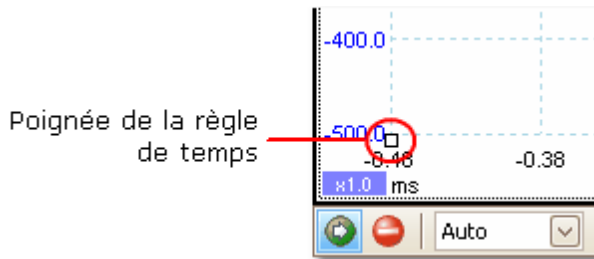 -400.0
Poignée de la règle
de temps
-500.0
-0.48 -0.38
x1.0 ms
Auto